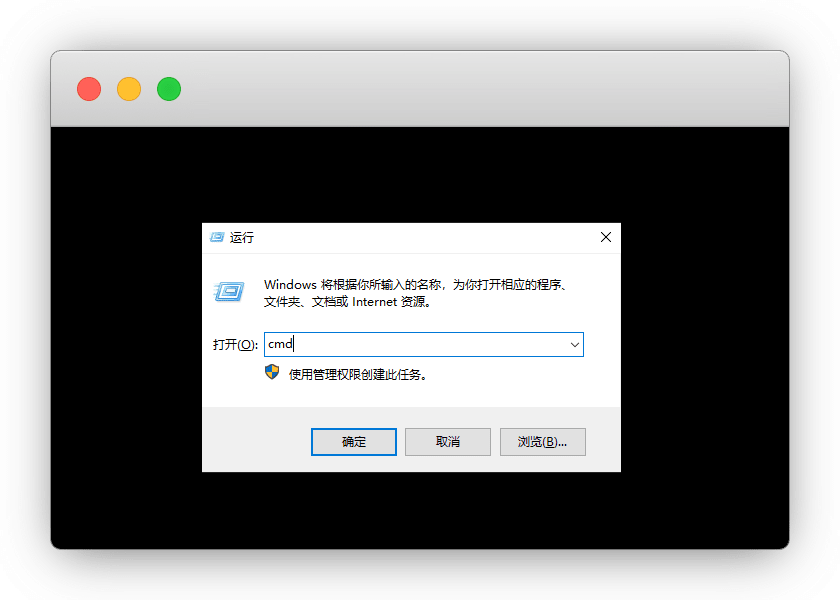 运行
Windows 将根据你所输入的名称，为你打开相应的程序、
文件夹、文档或 Internet 资源。
打开(O): cmd
使用管理权限创建此任务。
确定 取消 浏览(B)...